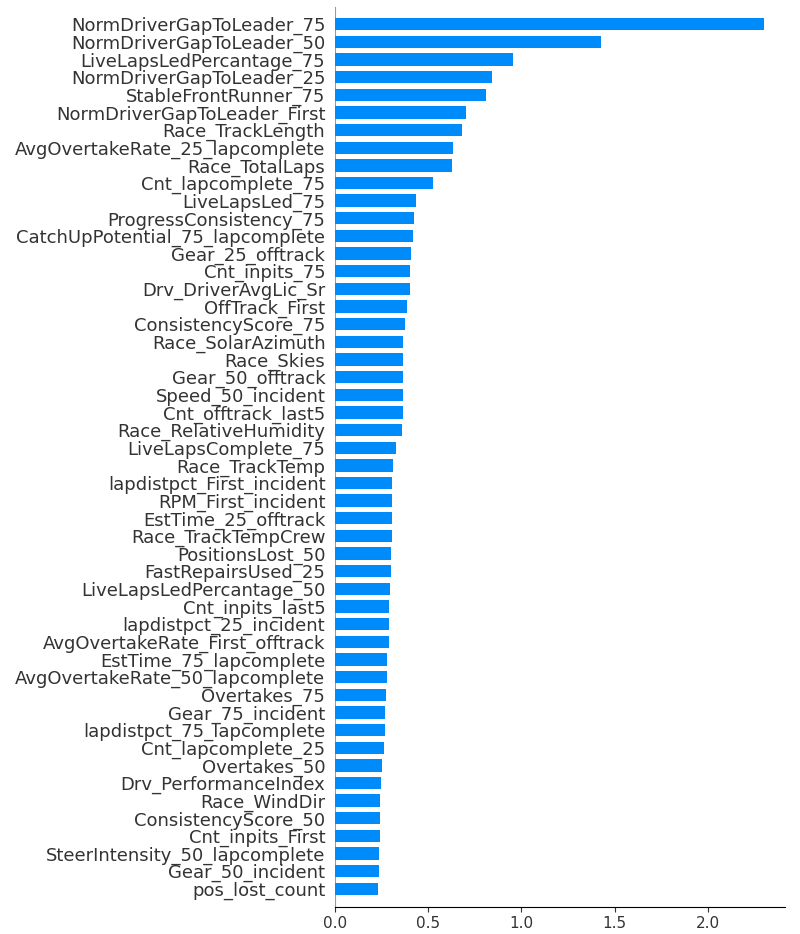 NormDriverGapToLeader_75
NormDriverGapToLeader_50
LiveLapsLedPercantage_75
NormDriverGapToLeader_25
StableFrontRunner_75
NormDriverGapToLeader_First
Race_TrackLength
AvgOvertakeRate_25_lapcomplete
Race_TotalLaps
Cnt_lapcomplete_75
LiveLapsLed_75
ProgressConsistency_75
CatchUpPotential_75_lapcomplete
Gear_25_offtrack
Cnt_inpits_75
Drv_DriverAvgLic_Sr
OffTrack_First
ConsistencyScore_75
Race_SolarAzimuth
Race_Skies
Gear_50_offtrack
Speed_50_incident
Cnt_offtrack_last5
Race_RelativeHumidity
LiveLapsComplete_75
Race_TrackTemp
lapdistpct_First_incident
RPM_First_incident
EstTime_25_offtrack
Race_TrackTempCrew
PositionsLost_50
FastRepairsUsed_25
LiveLapsLedPercantage_50
Cnt_inpits_last5
lapdistpct_25_incident
AvgOvertakeRate_First_offtrack
EstTime_75_lapcomplete
AvgOvertakeRate_50_lapcomplete
Overtakes_75
Gear_75_incident
lapdistpct_75_lapcomplete
Cnt_lapcomplete_25
Overtakes_50
Drv_PerformanceIndex
Race_WindDir
ConsistencyScore_50
Cnt_inpits_First
SteerIntensity_50_lapcomplete
Gear_50_incident
pos_lost_count
0.0 0.5 1.0 1.5 2.0